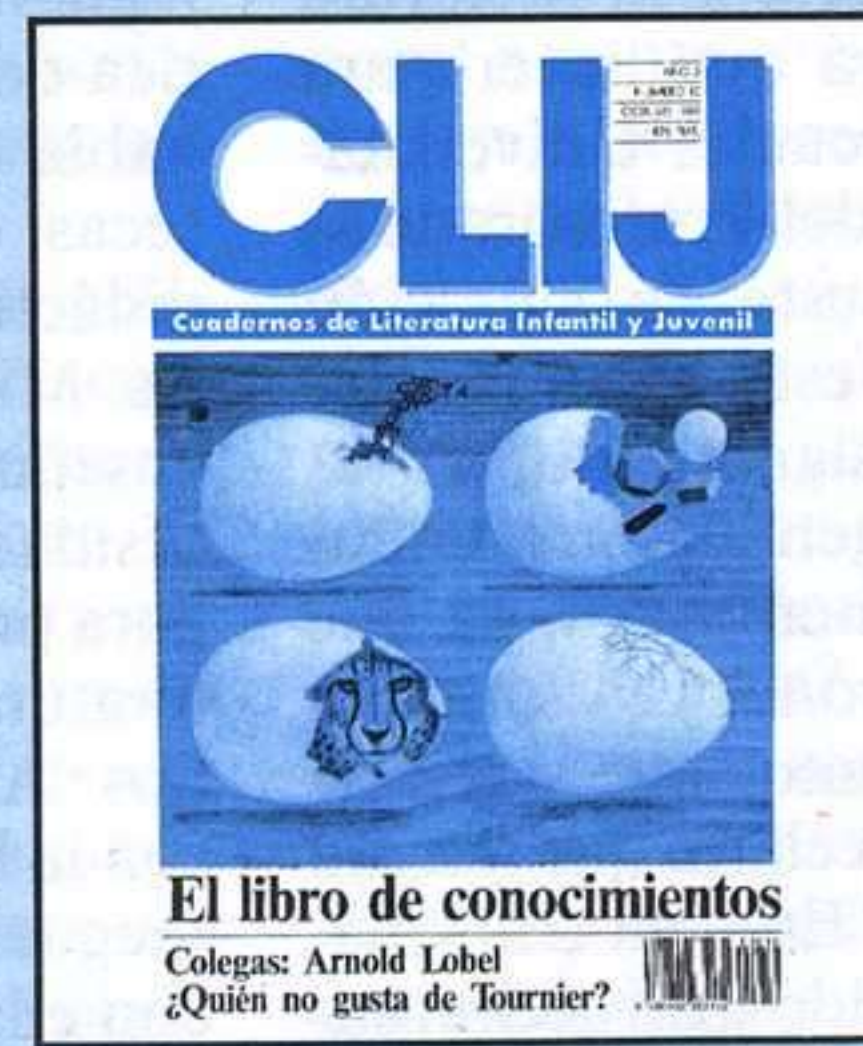 CLIJ
Cuadernos de Literatura Infantil y Juvenil
El libro de conocimientos
Colegas: Arnold Lobel
¿Quién no gusta de Tournier?